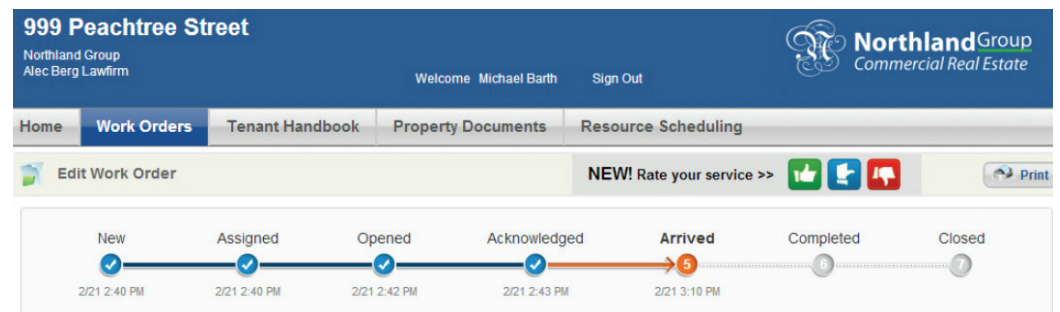 999 Peachtree Street
Northland Group
Alec Berg Lawfirm
Welcome Michael Barth Sign Out
NorthlandGroup
Commercial Real Estate
Home Work Orders Tenant Handbook Property Documents Resource Scheduling
Edit Work Order NEW! Rate your service >> Print
New Assigned Opened Acknowledged Arrived Completed Closed
5 6 7
2/21 2:40 PM 2/21 2:40 PM 2/21 2:42 PM 2/21 2:43 PM 2/21 3:10 PM